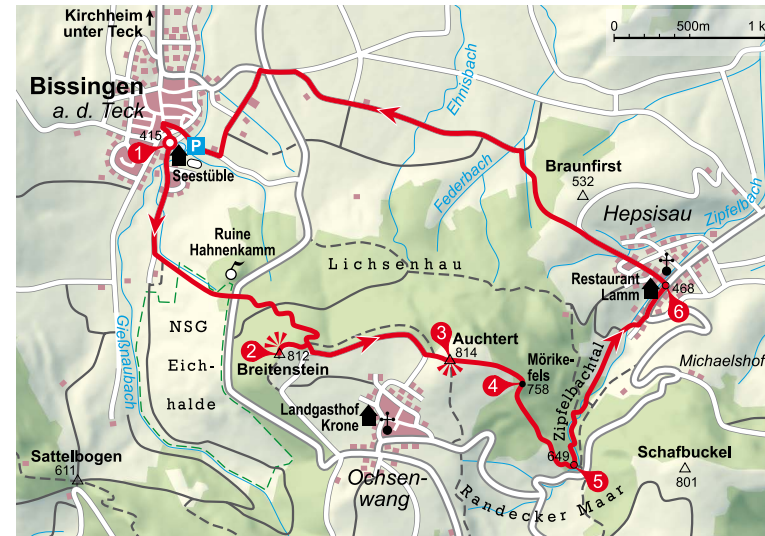 Kirchheim
unter Teck
0 500m 1 k
Bissingen
a. d. Teck
415
P
1
Seestüble
Ehnisbach
Federbach
Braunfirst
532
Hepsisau
Zipfelbach
Ruine
Hahnenkamm
Lichsenhau
Restaurant
Lamm
468
6
Gießnaubach
NSG
Eich-
halde
2
812
Breitenstein
3
Auchtert
814
Mörike-
fels
758
4
Zipfelbachtal
Michaelshof
Landgasthof
Krone
Ochsen-
wang
649
5
Schafbuckel
801
Sattelbogen
611
Randecker Maar